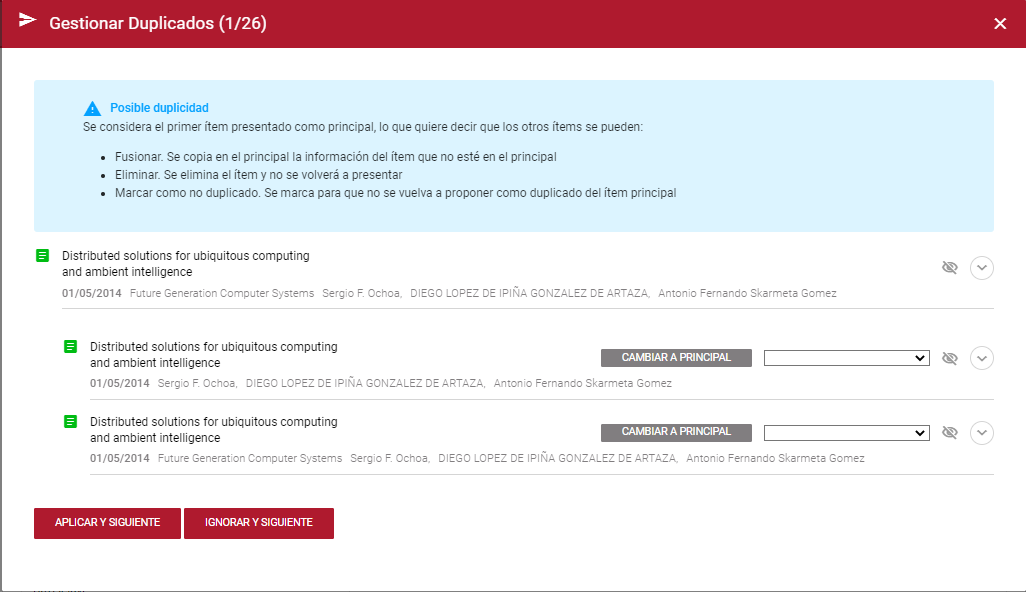 Gestionar Duplicados (1/26)
Posible duplicidad
Se considera el primer ítem presentado como principal, lo que quiere decir que los otros ítems se pueden:
Fusionar. Se copia en el principal la información del ítem que no esté en el principal
Eliminar. Se elimina el ítem y no se volverá a presentar
Marcar como no duplicado. Se marca para que no se vuelva a proponer como duplicado del ítem principal
Distributed solutions for ubiquitous computing
and ambient intelligence
01/05/2014 Future Generation Computer Systems Sergio F. Ochoa, DIEGO LOPEZ DE IPIÑA GONZALEZ DE ARTAZA, Antonio Fernando Skarmeta Gomez
Distributed solutions for ubiquitous computing
and ambient intelligence
CAMBIAR A PRINCIPAL
01/05/2014 Sergio F. Ochoa, DIEGO LOPEZ DE IPIÑA GONZALEZ DE ARTAZA, Antonio Fernando Skarmeta Gomez
Distributed solutions for ubiquitous computing
and ambient intelligence
CAMBIAR A PRINCIPAL
01/05/2014 Future Generation Computer Systems Sergio F. Ochoa, DIEGO LOPEZ DE IPIÑA GONZALEZ DE ARTAZA, Antonio Fernando Skarmeta Gomez
APLICAR Y SIGUIENTE IGNORAR Y SIGUIENTE